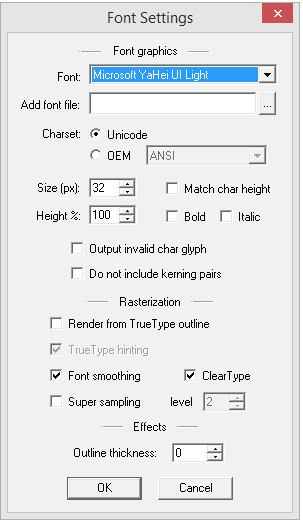 Font Settings
Font graphics
Font: Microsoft YaHei UI Light
Add font file: ...
Charset: Unicode
OEM ANSI
Size (px): 32 Match char height
Height %: 100 Bold Italic
Output invalid char glyph
Do not include kerning pairs
Rasterization
Render from TrueType outline
TrueType hinting
Font smoothing ClearType
Super sampling level 2
Effects
Outline thickness: 0
OK Cancel